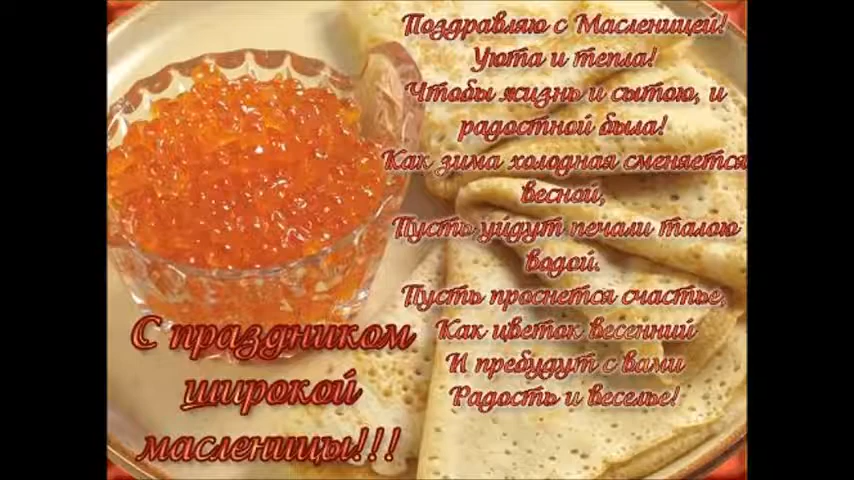 Поздравляю с Масленицей!
Уюта и тепла!
Чтобы жизнь и сытою, и
радостной была!
Как зима холодная сменяется
весной,
Пусть уйдут печали талою
водой.
Пусть проснется счастье,
Как цветок весенний
И пребудут с вами
Радость и веселье!
С праздником
широкой
масленицы!!!